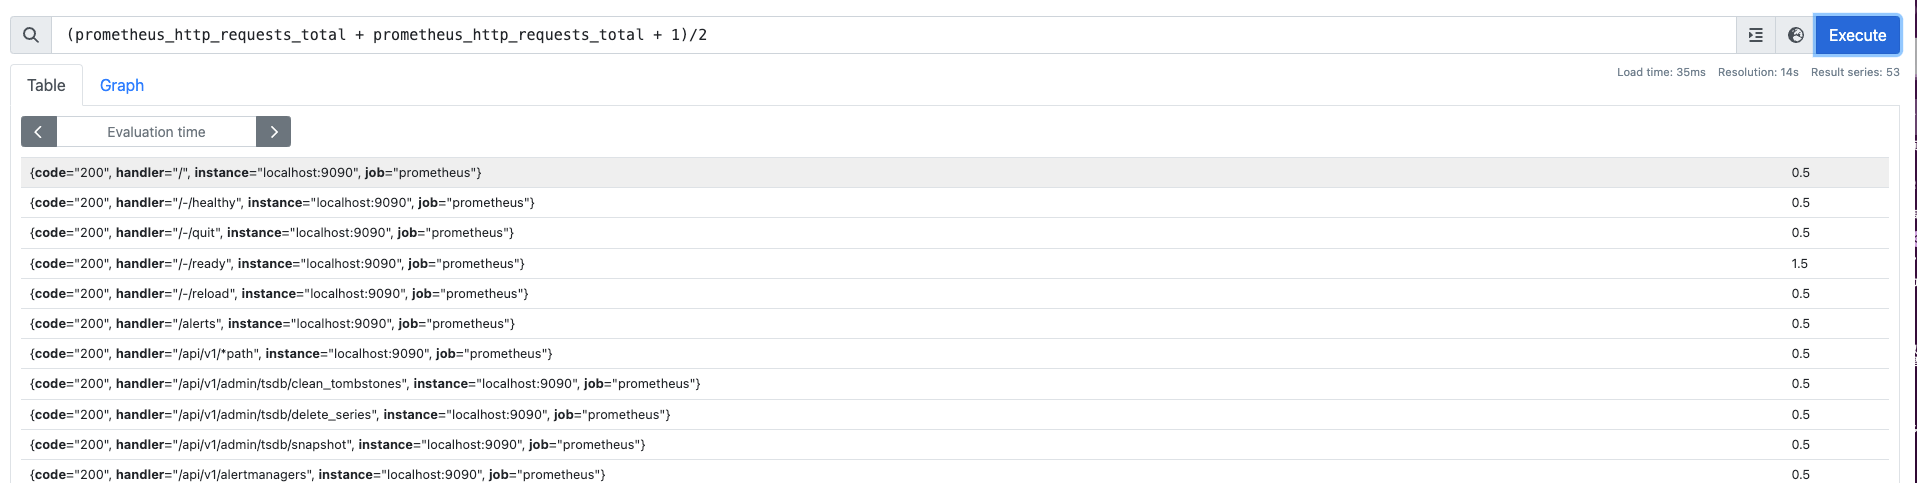 (prometheus_http_requests_total + prometheus_http_requests_total + 1)/2
Execute
Load time: 35ms Resolution: 14s Result series: 53
Table Graph
Evaluation time
{code="200", handler="/", instance="localhost:9090", job="prometheus"} 0.5
{code="200", handler="/-/healthy", instance="localhost:9090", job="prometheus"} 0.5
{code="200", handler="/-/quit", instance="localhost:9090", job="prometheus"} 0.5
{code="200", handler="/-/ready", instance="localhost:9090", job="prometheus"} 1.5
{code="200", handler="/-/reload", instance="localhost:9090", job="prometheus"} 0.5
{code="200", handler="/alerts", instance="localhost:9090", job="prometheus"} 0.5
{code="200", handler="/api/v1/*path", instance="localhost:9090", job="prometheus"} 0.5
{code="200", handler="/api/v1/admin/tsdb/clean_tombstones", instance="localhost:9090", job="prometheus"} 0.5
{code="200", handler="/api/v1/admin/tsdb/delete_series", instance="localhost:9090", job="prometheus"} 0.5
{code="200", handler="/api/v1/admin/tsdb/snapshot", instance="localhost:9090", job="prometheus"} 0.5
{code="200", handler="/api/v1/alertmanagers", instance="localhost:9090", job="prometheus"} 0.5